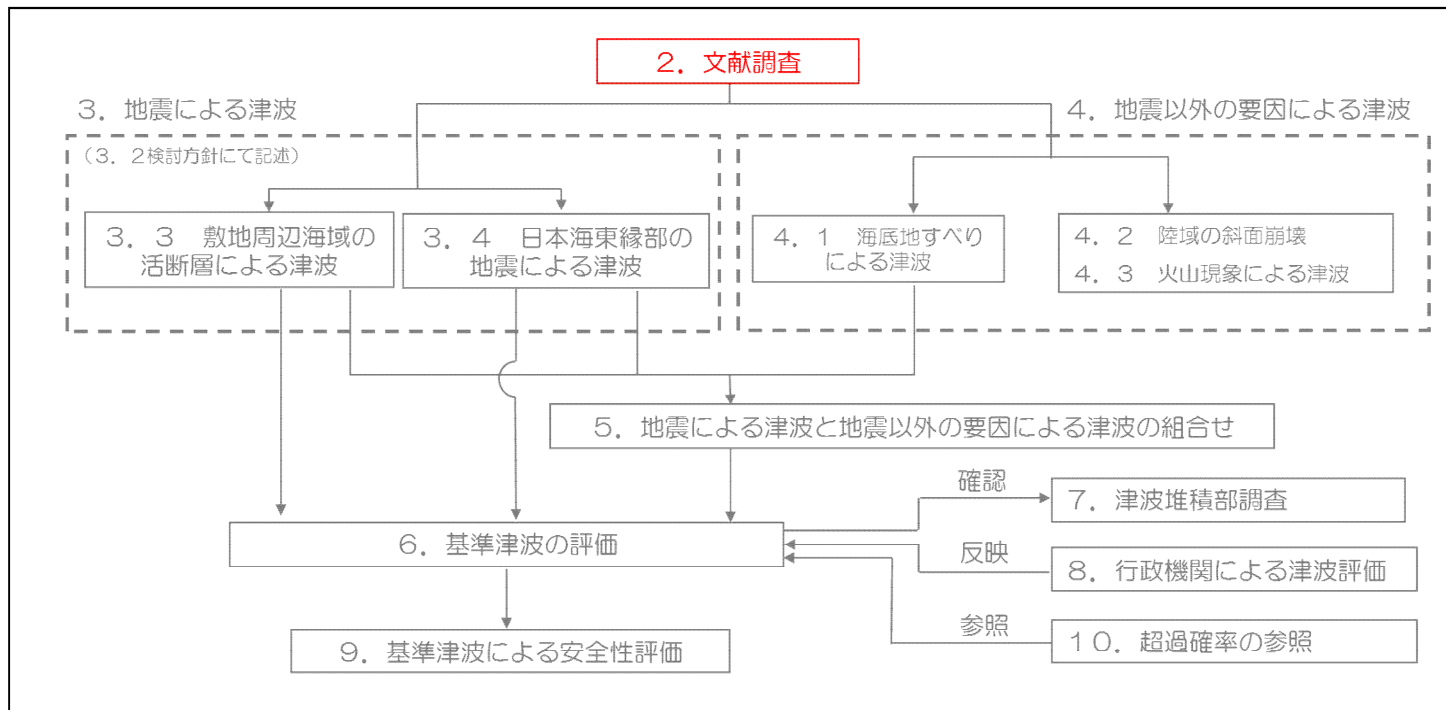 ２．文献調査
３．地震による津波
４．地震以外の要因による津波
（３．２検討方針にて記述）
３．３　敷地周辺海域の
活断層による津波
３．４　日本海東縁部の
地震による津波
４．１　海底地すべり
による津波
４．２　陸域の斜面崩壊
４．３　火山現象による津波
５．地震による津波と地震以外の要因による津波の組合せ
確認
７．津波堆積部調査
６．基準津波の評価
反映
８．行政機関による津波評価
参照
１０．超過確率の参照
９．基準津波による安全性評価